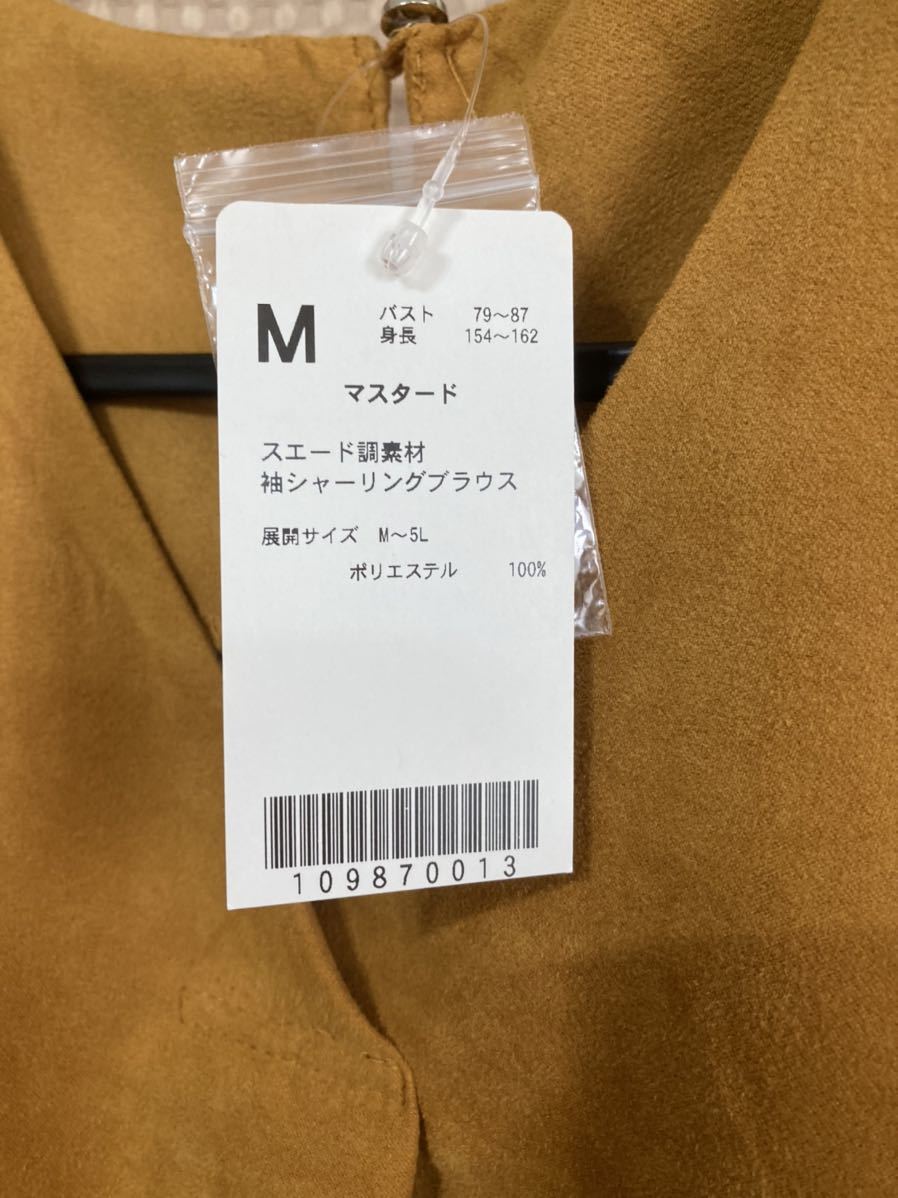 M
バスト 79～87
身長 154～162
マスタード
スエード調素材
袖シャーリングブラウス
展開サイズ M～5L
ポリエステル 100%
109870013